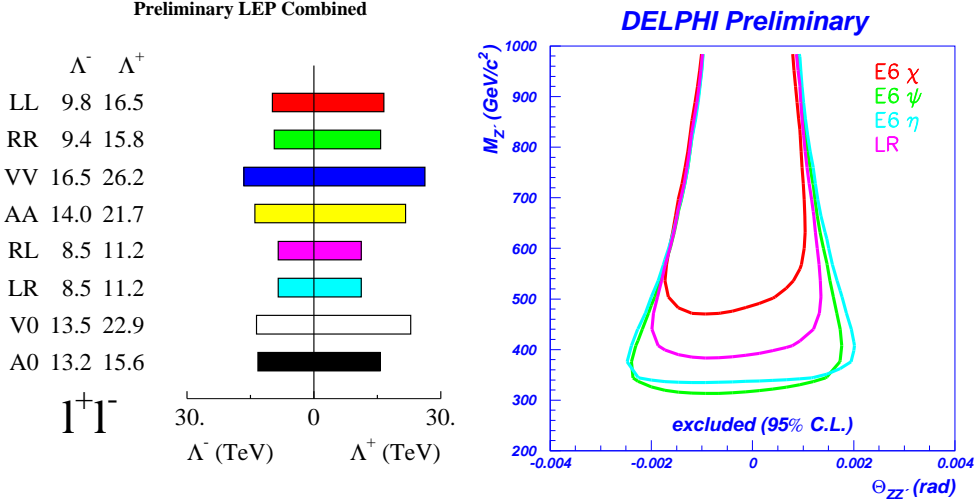 Preliminary LEP Combined
Λ⁻ Λ⁺
LL 9.8 16.5
RR 9.4 15.8
VV 16.5 26.2
AA 14.0 21.7
RL 8.5 11.2
LR 8.5 11.2
V0 13.5 22.9
A0 13.2 15.6
l⁺l⁻
30. 0 30.
Λ⁻ (TeV) Λ⁺ (TeV)
DELPHI Preliminary
M_Z´ (GeV/c²)
1000
900
800
700
600
500
400
300
200
E6 χ
E6 ψ
E6 η
LR
excluded (95% C.L.)
-0.004 -0.002 0 0.002 0.004
Θ_ZZ´ (rad)